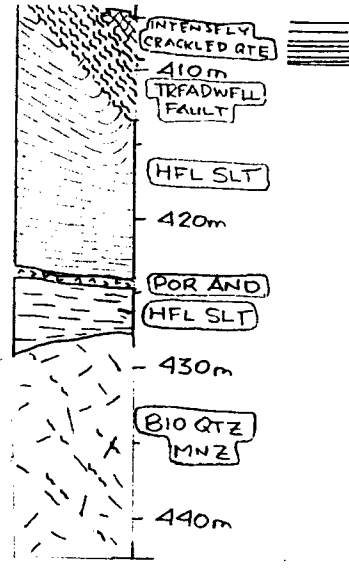 INTENSELY
CRACKLED QTE
410m
TREADWELL
FAULT
HFL SLT
420m
POR AND
HFL SLT
430m
BIO QTZ
MNZ
440m